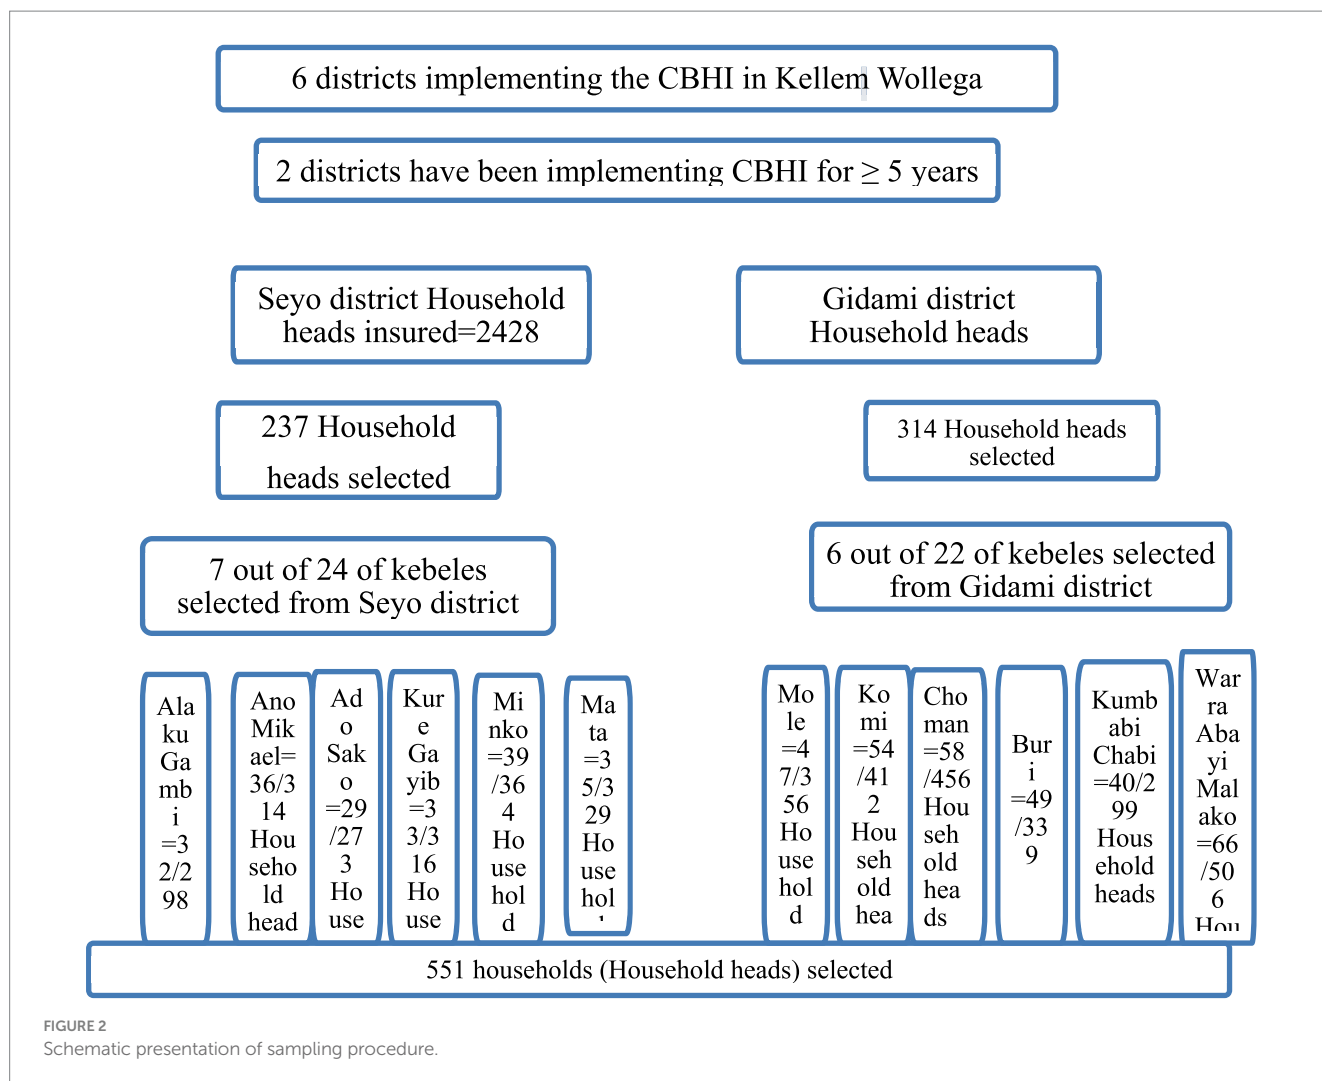 6 districts implementing the CBHI in Kellem Wollega
2 districts have been implementing CBHI for ≥ 5 years
Seyo district Household
heads insured=2428
Gidami district
Household heads
237 Household
heads selected
314 Household heads
selected
7 out of 24 of kebeles
selected from Seyo district
6 out of 22 of kebeles selected
from Gidami district
Ala
ku
Ga
mb
i
=3
2/2
98
Ano
Mik
ael=
36/3
14
Hou
seho
ld
head
Ad
o
Sak
o
=29
/27
3
Ho
use
Kur
e
Ga
yib
=3
3/3
16
Ho
use
Mi
nko
=39
/36
4
Ho
use
hol
d
Ma
ta
=3
5/3
29
Ho
use
hol
Mo
le
=4
7/3
56
Ho
use
hol
d
Ko
mi
=54
/41
2
Hou
seh
old
hea
Cho
man
=58
/456
Hou
seh
old
hea
ds
Bur
i
=49
/33
9
Kumb
abi
Chabi
=40/2
99
Hous
ehold
heads
War
ra
Aba
yi
Mal
ako
=66
/50
6
Hou
551 households (Household heads) selected
FIGURE 2
Schematic presentation of sampling procedure.